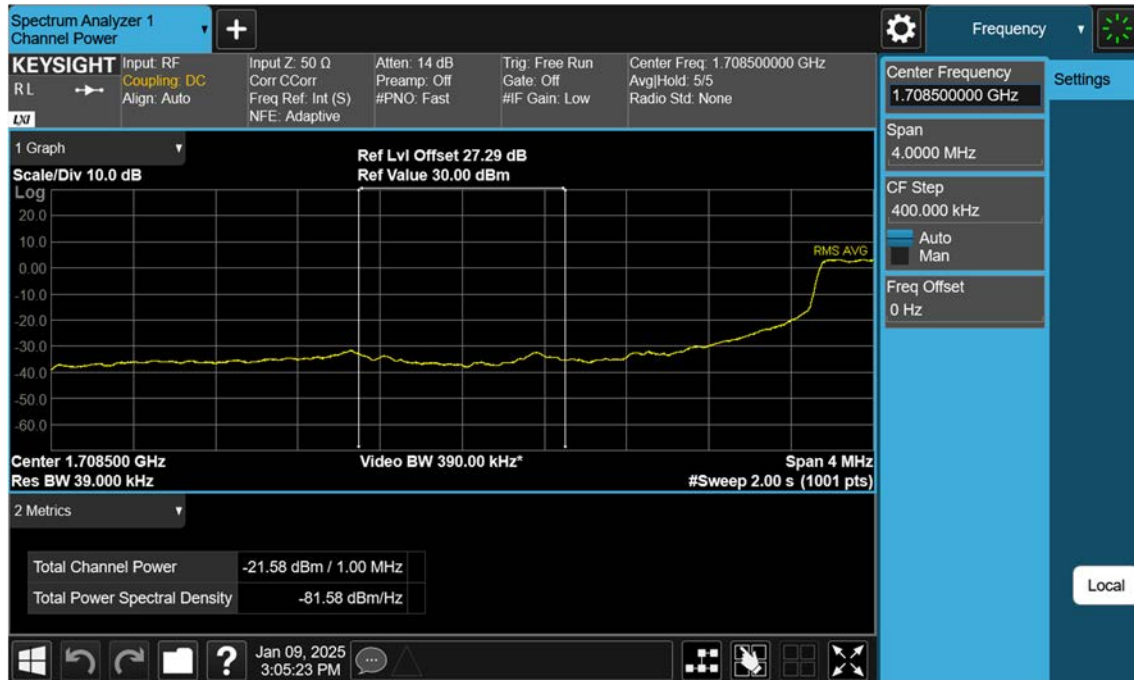 Spectrum Analyzer 1
Channel Power
Frequency
KEYSIGHT
R L
LXI
Input: RF
Coupling: DC
Align: Auto
Input Z: 50 Ω
Corr CCorr
Freq Ref: Int (S)
NFE: Adaptive
Atten: 14 dB
Preamp: Off
#PNO: Fast
Trig: Free Run
Gate: Off
#IF Gain: Low
Center Freq: 1.708500000 GHz
Avg|Hold: 5/5
Radio Std: None
Center Frequency
1.708500000 GHz
Settings
Span
4.0000 MHz
CF Step
400.000 kHz
Auto
Man
Freq Offset
0 Hz
1 Graph
Scale/Div 10.0 dB
Ref Lvl Offset 27.29 dB
Ref Value 30.00 dBm
Log
20.0
10.0
0.00
-10.0
-20.0
-30.0
-40.0
-50.0
-60.0
RMS AVG
Center 1.708500 GHz
Video BW 390.00 kHz*
Span 4 MHz
Res BW 39.000 kHz
#Sweep 2.00 s (1001 pts)
2 Metrics
Total Channel Power -21.58 dBm / 1.00 MHz
Total Power Spectral Density -81.58 dBm/Hz
Local
?
Jan 09, 2025
3:05:23 PM